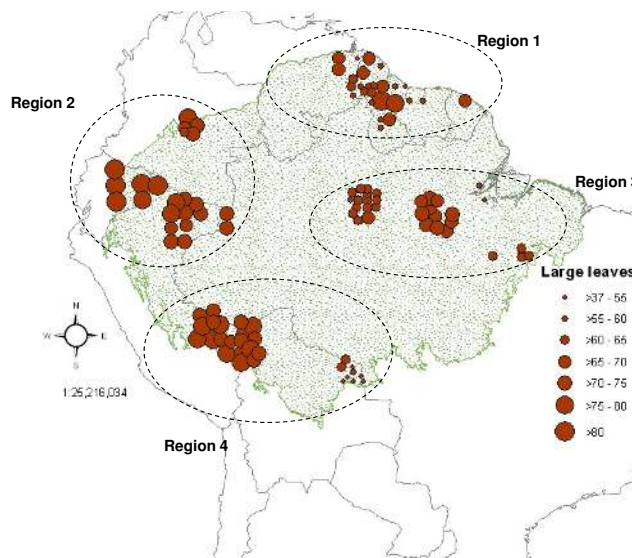 Region 1
Region 2
Region 3
Large leaves
N
W E
S
>37 - 55
>55 - 60
>60 - 65
>65 - 70
>70 - 75
>75 - 80
>80
1:25,216,034
Region 4